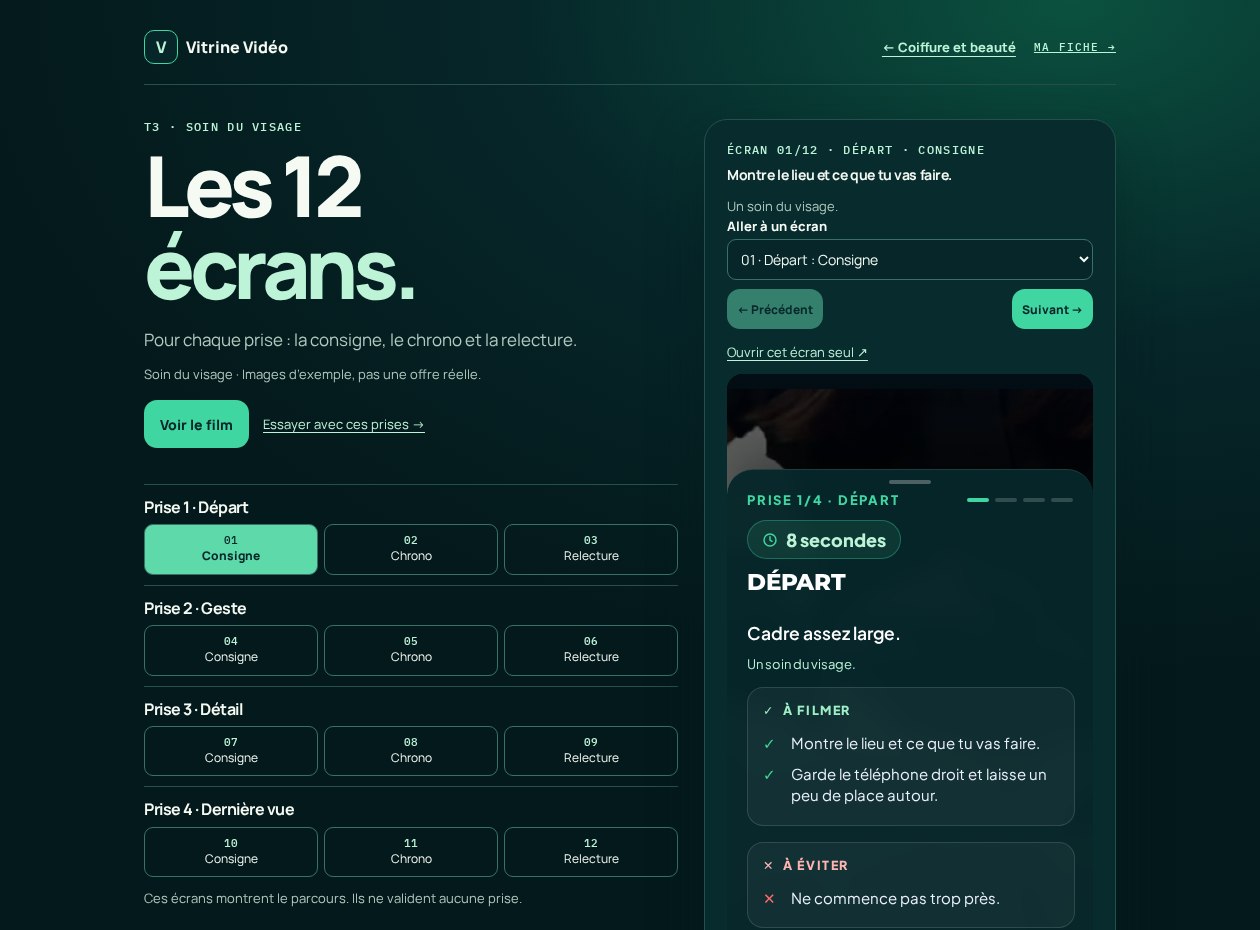 V
Vitrine Vidéo
← Coiffure et beauté
MA FICHE →
T3 · SOIN DU VISAGE
Les 12
écrans.
Pour chaque prise : la consigne, le chrono et la relecture.
Soin du visage · Images d'exemple, pas une offre réelle.
Voir le film
Essayer avec ces prises →
Prise 1 · Départ
01
Consigne
02
Chrono
03
Relecture
Prise 2 · Geste
04
Consigne
05
Chrono
06
Relecture
Prise 3 · Détail
07
Consigne
08
Chrono
09
Relecture
Prise 4 · Dernière vue
10
Consigne
11
Chrono
12
Relecture
Ces écrans montrent le parcours. Ils ne valident aucune prise.
ÉCRAN 01/12 · DÉPART · CONSIGNE
Montre le lieu et ce que tu vas faire.
Un soin du visage.
Aller à un écran
01 · Départ : Consigne
← Précédent
Suivant →
Ouvrir cet écran seul ↗
PRISE 1/4 · DÉPART
8 secondes
DÉPART
Cadre assez large.
Un soin du visage.
✓ À FILMER
✓ Montre le lieu et ce que tu vas faire.
✓ Garde le téléphone droit et laisse un
peu de place autour.
✕ À ÉVITER
✕ Ne commence pas trop près.